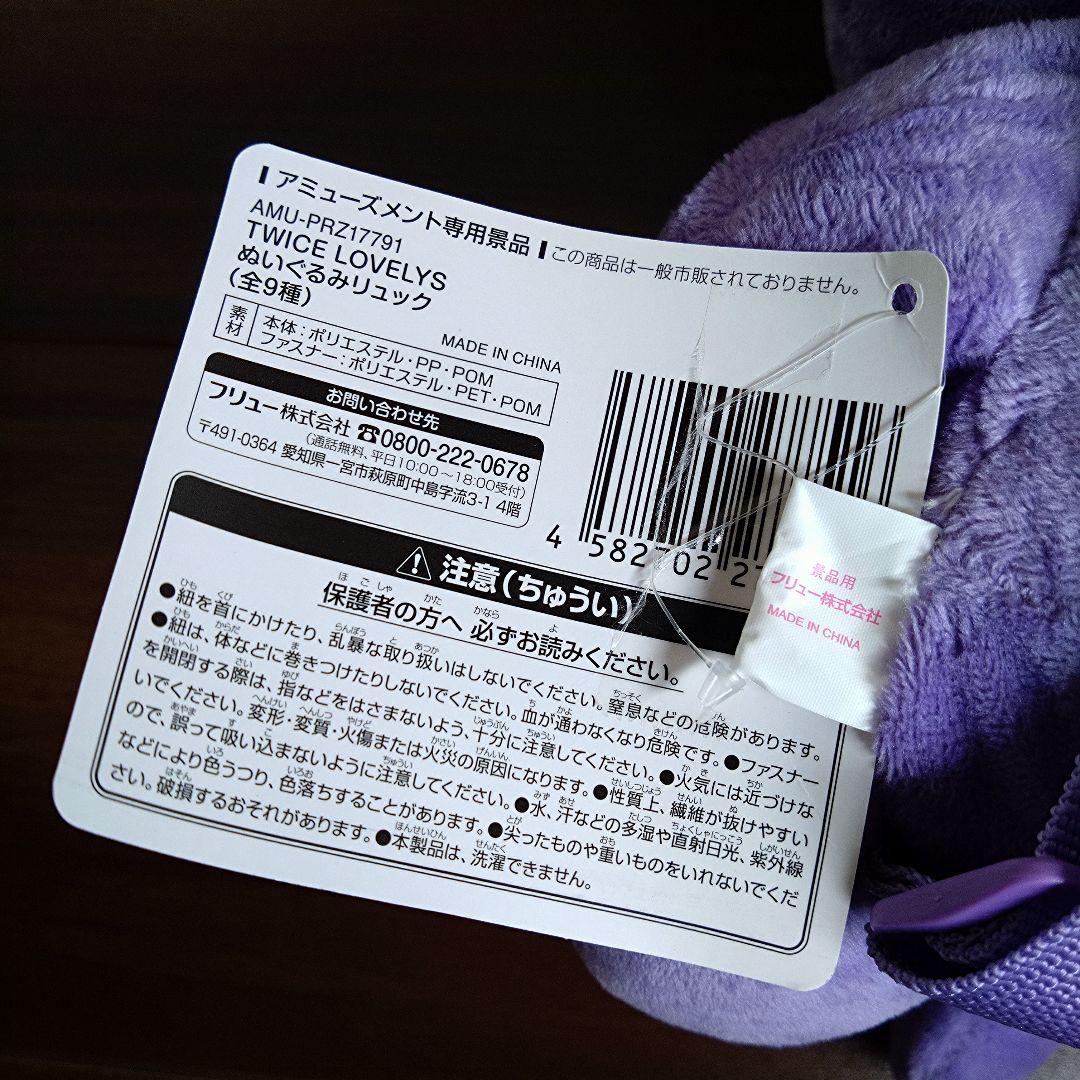 アミューズメント専用景品 この商品は一般市販されておりません。
AMU-PRZ17791
TWICE LOVELYS
ぬいぐるみリュック
(全9種)
MADE IN CHINA
素材
本体:ポリエステル・PP・POM
ファスナー:ポリエステル・PET・POM
お問い合わせ先
フリュー株式会社 ☎0800-222-0678
(通話無料、平日10:00~18:00受付)
〒491-0364 愛知県一宮市萩原町中島字流3-1 4階
4 582702 2
景品用
フリュー株式会社
MADE IN CHINA
⚠ 注意(ちゅうい)
保護者の方へ 必ずお読みください。
●紐を首にかけたり、乱暴な取り扱いはしないでください。窒息などの危険があります。
●紐は、体などに巻きつけたりしないでください。血が通わなくなり危険です。●ファスナー
を開閉する際は、指などをはさまないよう、十分に注意してください。●火気には近づけな
いでください。変形・変質・火傷または火災の原因になります。●性質上、繊維が抜けやすい
ので、誤って吸い込まないように注意してください。●水、汗などの多湿や直射日光、紫外線
などにより色うつり、色落ちすることがあります。●尖ったものや重いものをいれないでくだ
さい。破損するおそれがあります。●本製品は、洗濯できません。